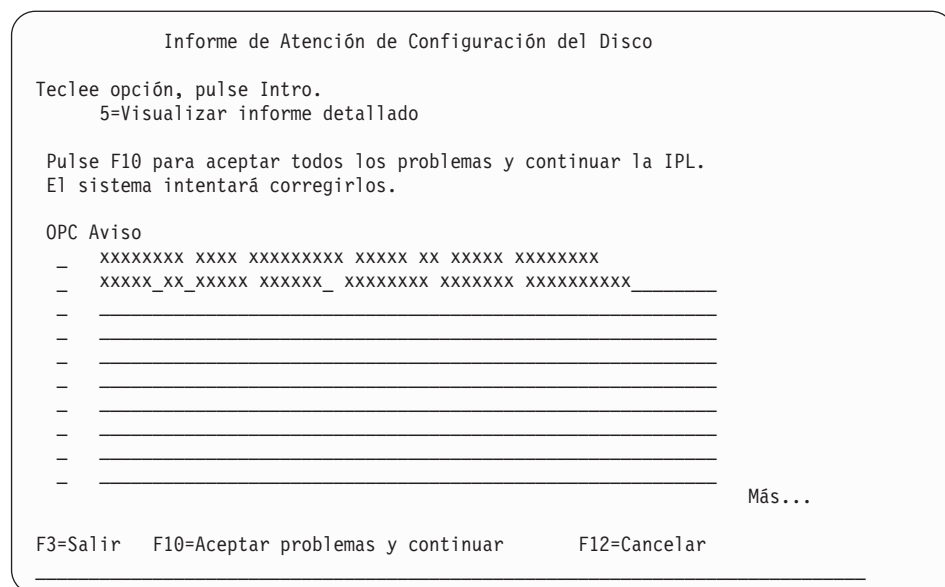 Informe de Atención de Configuración del Disco
Teclee opción, pulse Intro.
5=Visualizar informe detallado
Pulse F10 para aceptar todos los problemas y continuar la IPL.
El sistema intentará corregirlos.
OPC Aviso
_ xxxxxxxx xxxx xxxxxxxxx xxxxx xx xxxxx xxxxxxxx
_ xxxxx_xx_xxxxx xxxxxx_ xxxxxxxx xxxxxxx xxxxxxxxxx________
Más...
F3=Salir F10=Aceptar problemas y continuar F12=Cancelar